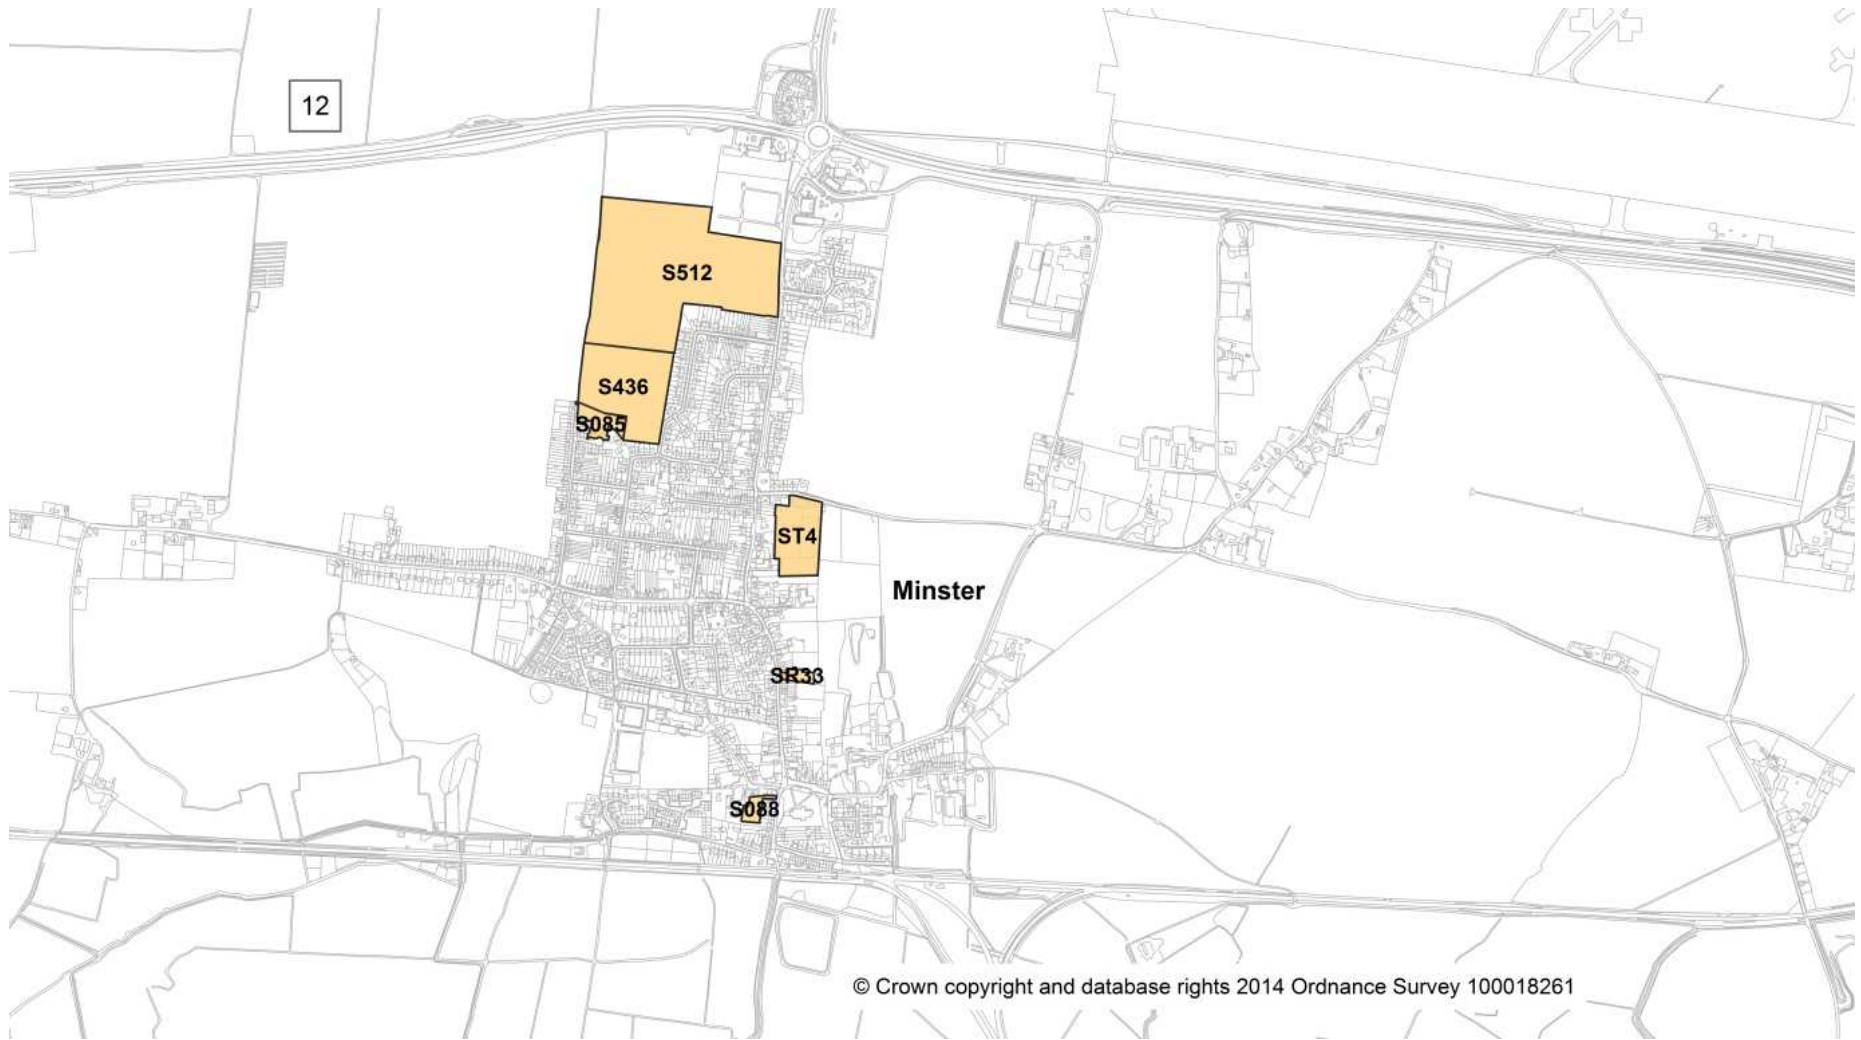 12
S512
S436
S085
ST4
Minster
SR33
S088
© Crown copyright and database rights 2014 Ordnance Survey 100018261